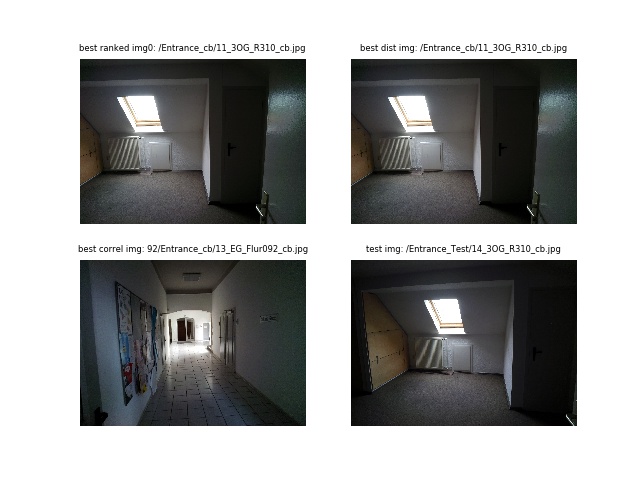 best ranked img0: /Entrance_cb/11_3OG_R310_cb.jpg
best dist img: /Entrance_cb/11_3OG_R310_cb.jpg
best correl img: 92/Entrance_cb/13_EG_Flur092_cb.jpg
test img: /Entrance_Test/14_3OG_R310_cb.jpg